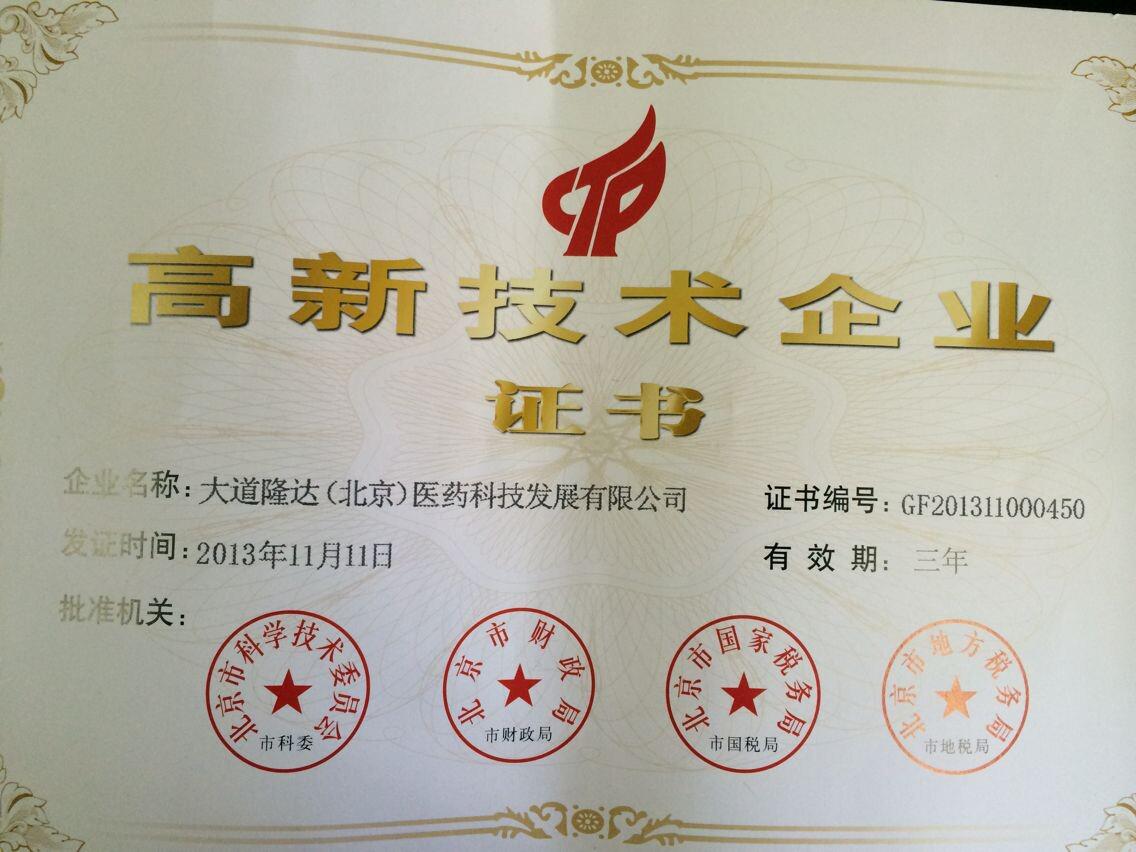 CTP
高新技术企业
证书
企业名称：大道隆达（北京）医药科技发展有限公司
证书编号：GF201311000450
发证时间：2013年11月11日
有效期：三年
批准机关：
北京市科学技术委员会
市科委
北京市财政局
市财政局
北京市国家税务局
市国税局
北京市地方税务局
市地税局